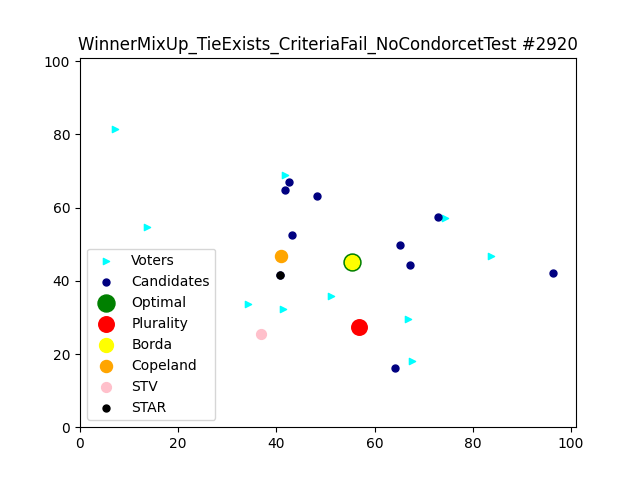 WinnerMixUp_TieExists_CriteriaFail_NoCondorcetTest #2920
100
80
60
40
20
0
Voters
Candidates
Optimal
Plurality
Borda
Copeland
STV
STAR
0 20 40 60 80 100